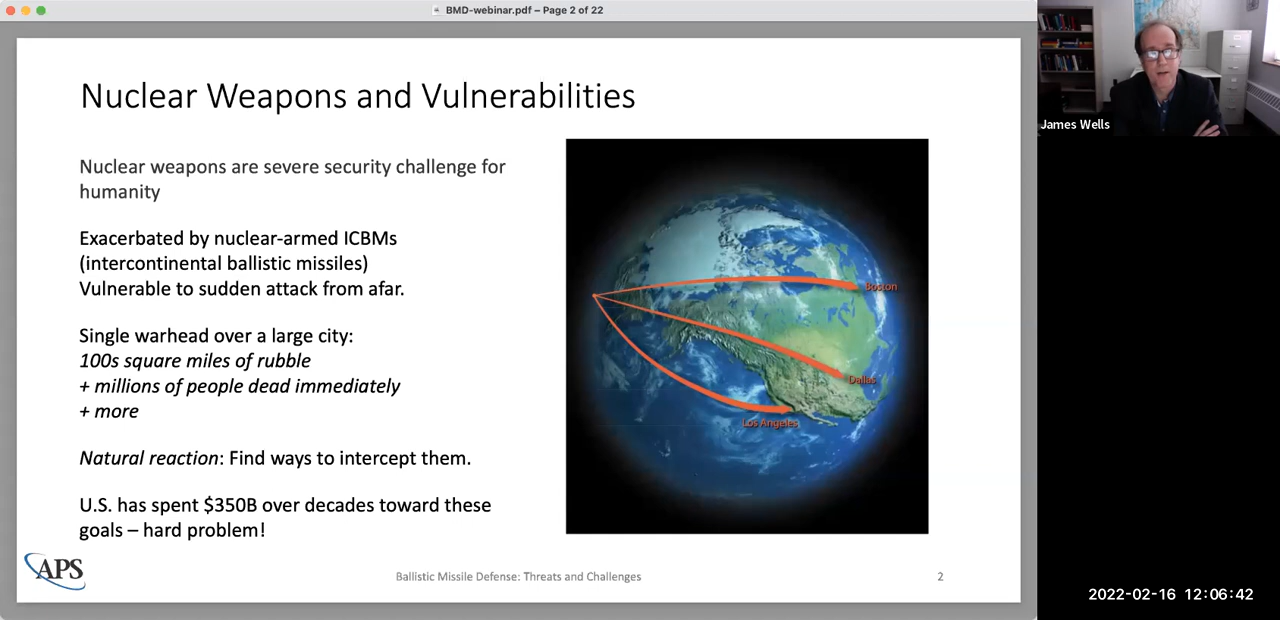 BMD-webinar.pdf – Page 2 of 22
Nuclear Weapons and Vulnerabilities
Nuclear weapons are severe security challenge for
humanity
Exacerbated by nuclear-armed ICBMs
(intercontinental ballistic missiles)
Vulnerable to sudden attack from afar.
Single warhead over a large city:
100s square miles of rubble
+ millions of people dead immediately
+ more
Natural reaction: Find ways to intercept them.
U.S. has spent $350B over decades toward these
goals – hard problem!
Boston
Dallas
Los Angeles
APS
Ballistic Missile Defense: Threats and Challenges
2
James Wells
2022-02-16 12:06:42